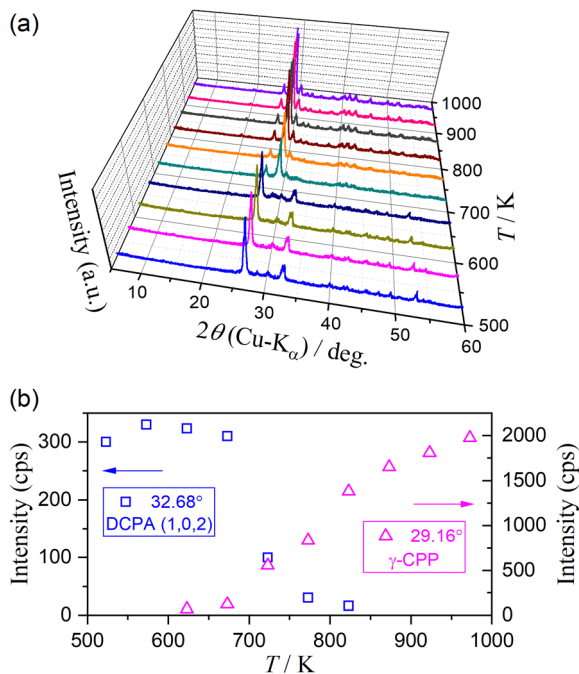 (a)
Intensity (a.u.)
10
20
30
40
50
60
2θ (Cu-Kα) / deg.
500
600
700
800
900
1000
T / K
(b)
Intensity (cps)
300
200
100
0
32.68°
DCPA (1,0,2)
29.16°
γ-CPP
2000
1500
1000
500
0
Intensity (cps)
500 600 700 800 900 1000
T / K